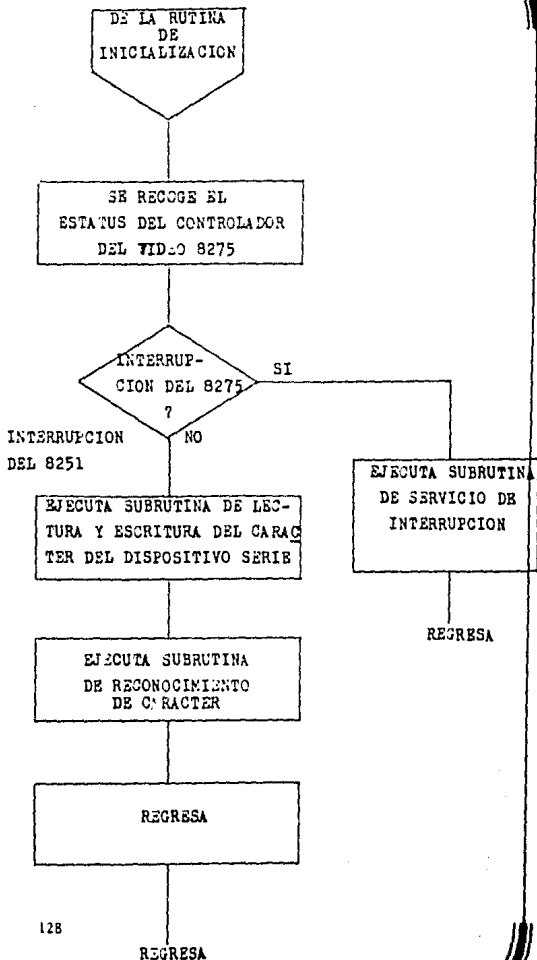 DE LA RUTINA
DE
INICIALIZACION
SE RECOGE EL
ESTATUS DEL CONTROLADOR
DEL VIDEO 8275
INTERRUP-
CION DEL 8275
?
SI
NO
INTERRUPCION
DEL 8251
EJECUTA SUBRUTINA DE LEC-
TURA Y ESCRITURA DEL CARAC
TER DEL DISPOSITIVO SERIE
EJECUTA SUBRUTINA
DE SERVICIO DE
INTERRUPCION
REGRESA
EJECUTA SUBRUTINA
DE RECONOCIMIENTO
DE CARACTER
REGRESA
128
REGRESA